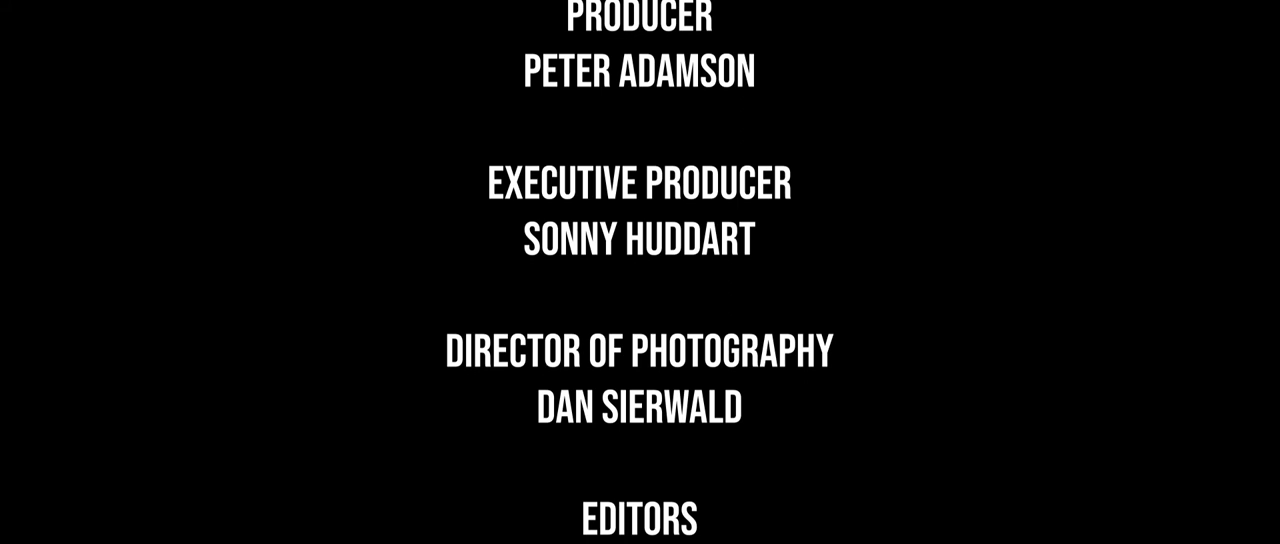 PRODUCER
PETER ADAMSON
EXECUTIVE PRODUCER
SONNY HUDDART
DIRECTOR OF PHOTOGRAPHY
DAN SIERWALD
EDITORS